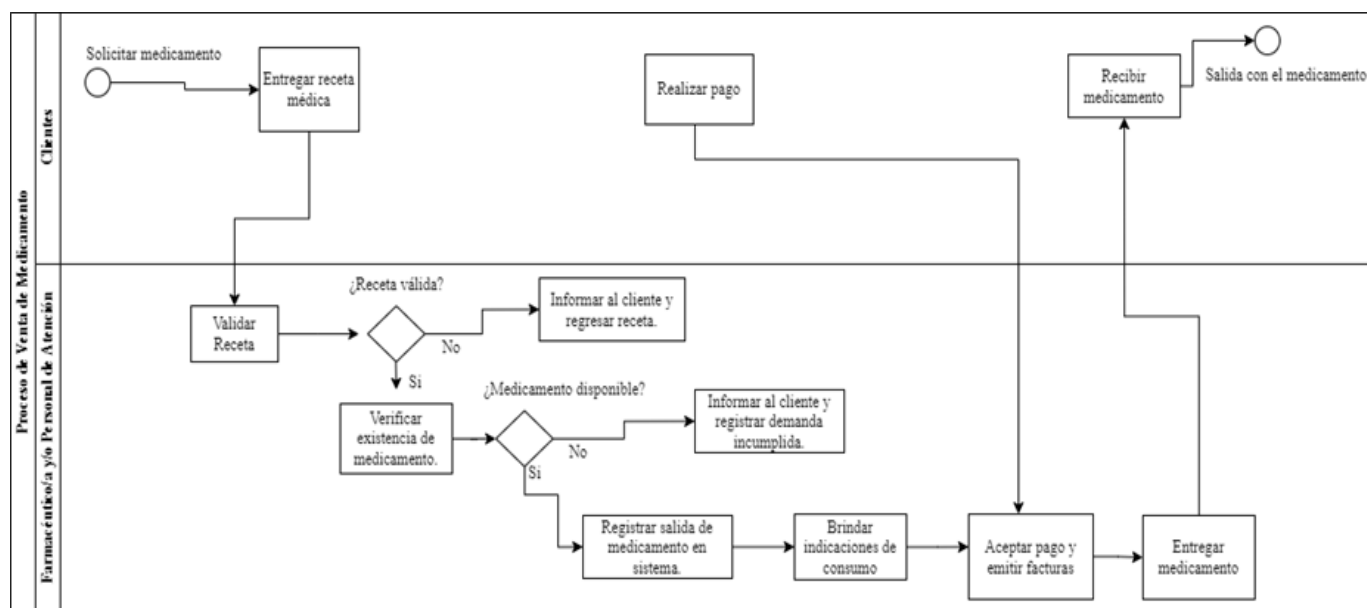 Proceso de Venta de Medicamento
Clientes
Solicitar medicamento
Entregar receta
médica
Realizar pago
Recibir
medicamento
Salida con el medicamento
Farmacéutico/a y/o Personal de Atención
Validar
Receta
¿Receta válida?
No
Si
Informar al cliente y
regresar receta.
Verificar
existencia de
medicamento.
¿Medicamento disponible?
No
Si
Informar al cliente y
registrar demanda
incumplida.
Registrar salida de
medicamento en
sistema.
Brindar
indicaciones de
consumo
Aceptar pago y
emitir facturas
Entregar
medicamento